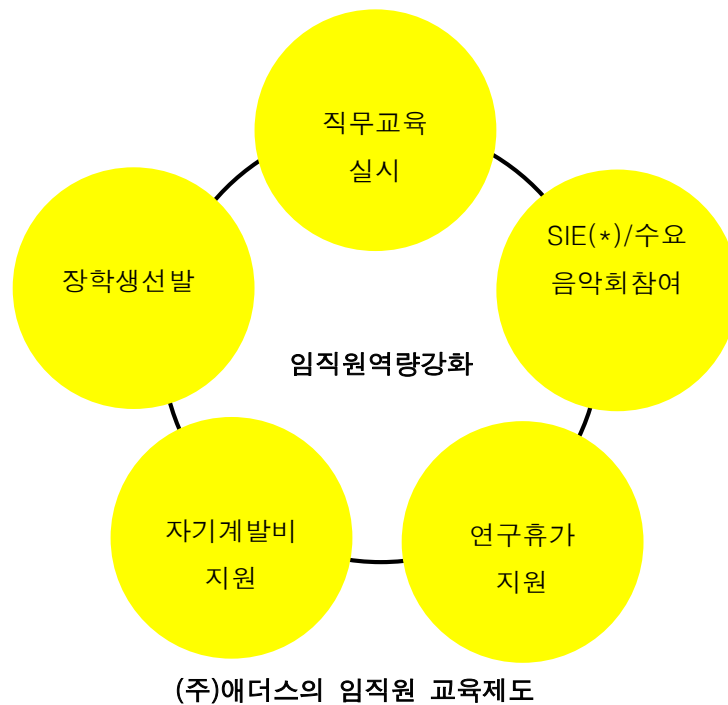 직무교육
실시
SIE(*)/수요
음악회참여
장학생선발
임직원역량강화
자기계발비
지원
연구휴가
지원
(주)애더스의 임직원 교육제도